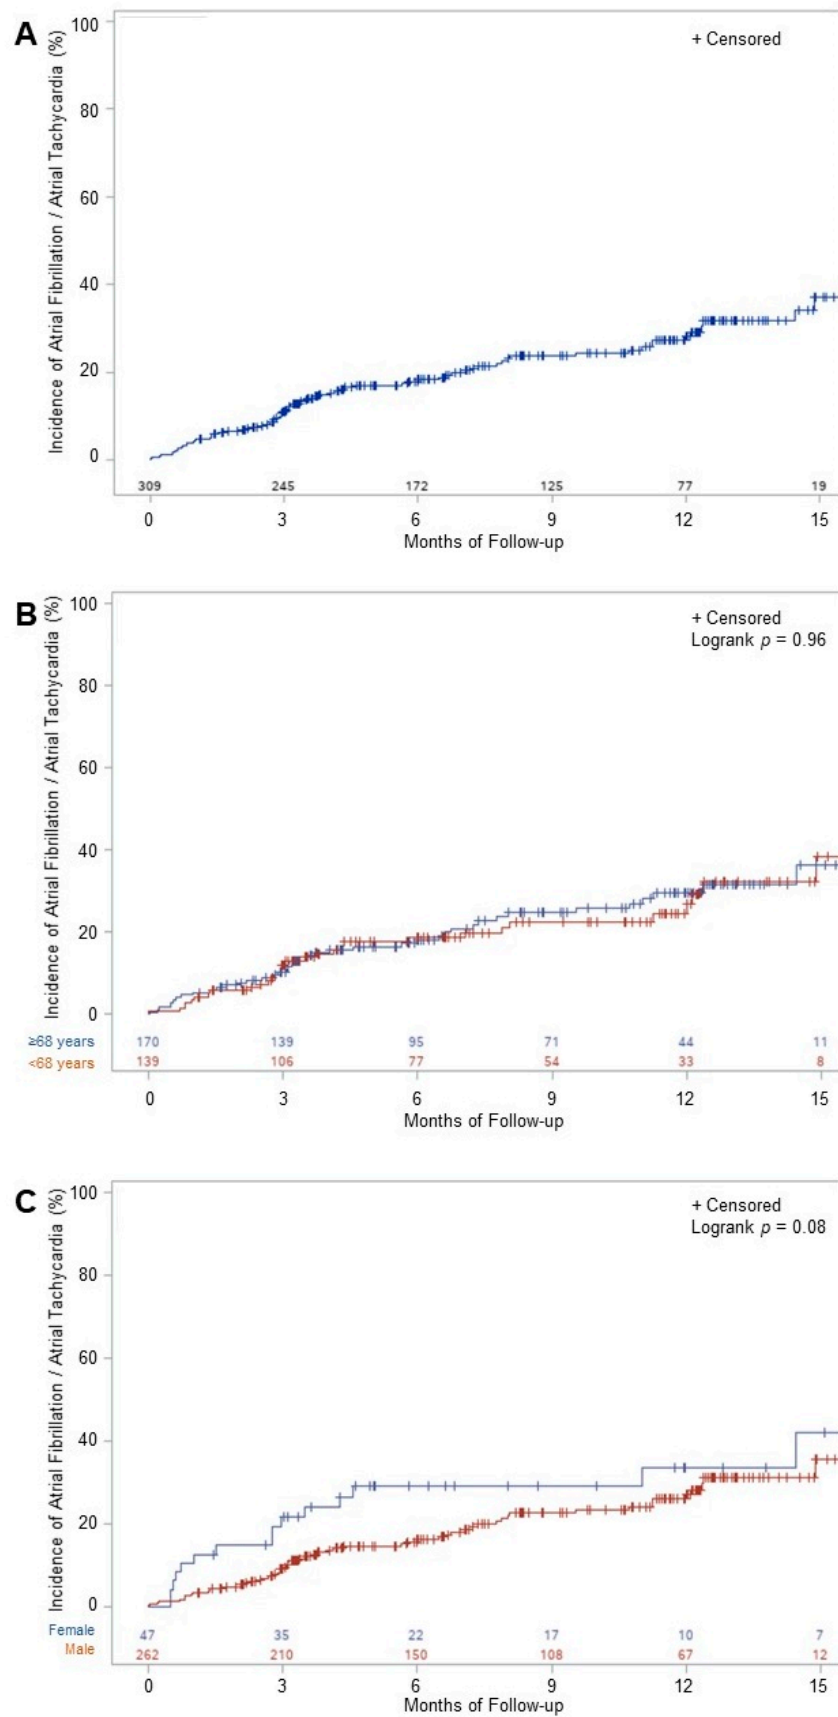 A
Incidence of Atrial Fibrillation / Atrial Tachycardia (%)
+ Censored
100
80
60
40
20
0
309 245 172 125 77 19
0 3 6 9 12 15
Months of Follow-up
B
Incidence of Atrial Fibrillation / Atrial Tachycardia (%)
+ Censored
Logrank p = 0.96
100
80
60
40
20
0
≥68 years 170 139 95 71 44 11
<68 years 139 106 77 54 33 8
0 3 6 9 12 15
Months of Follow-up
C
Incidence of Atrial Fibrillation / Atrial Tachycardia (%)
+ Censored
Logrank p = 0.08
100
80
60
40
20
0
Female 47 35 22 17 10 7
Male 262 210 150 108 67 12
0 3 6 9 12 15
Months of Follow-up